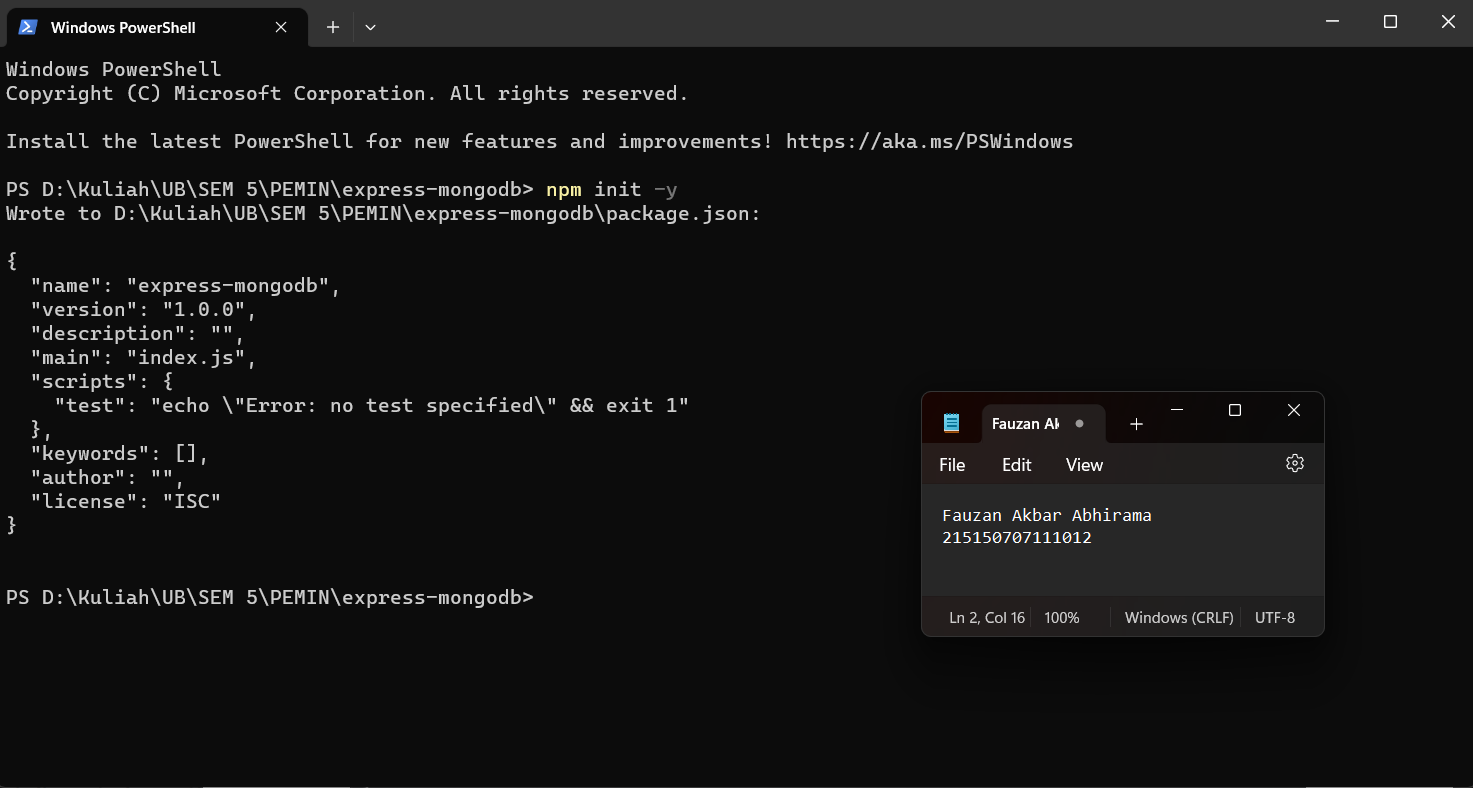 Windows PowerShell
Windows PowerShell
Copyright (C) Microsoft Corporation. All rights reserved.
Install the latest PowerShell for new features and improvements! https://aka.ms/PSWindows
PS D:\Kuliah\UB\SEM 5\PEMIN\express-mongodb> npm init -y
Wrote to D:\Kuliah\UB\SEM 5\PEMIN\express-mongodb\package.json:
{
  "name": "express-mongodb",
  "version": "1.0.0",
  "description": "",
  "main": "index.js",
  "scripts": {
    "test": "echo \"Error: no test specified\" && exit 1"
  },
  "keywords": [],
  "author": "",
  "license": "ISC"
}
PS D:\Kuliah\UB\SEM 5\PEMIN\express-mongodb>
Fauzan Ak
File Edit View
Fauzan Akbar Abhirama
215150707111012
Ln 2, Col 16 100% Windows (CRLF) UTF-8